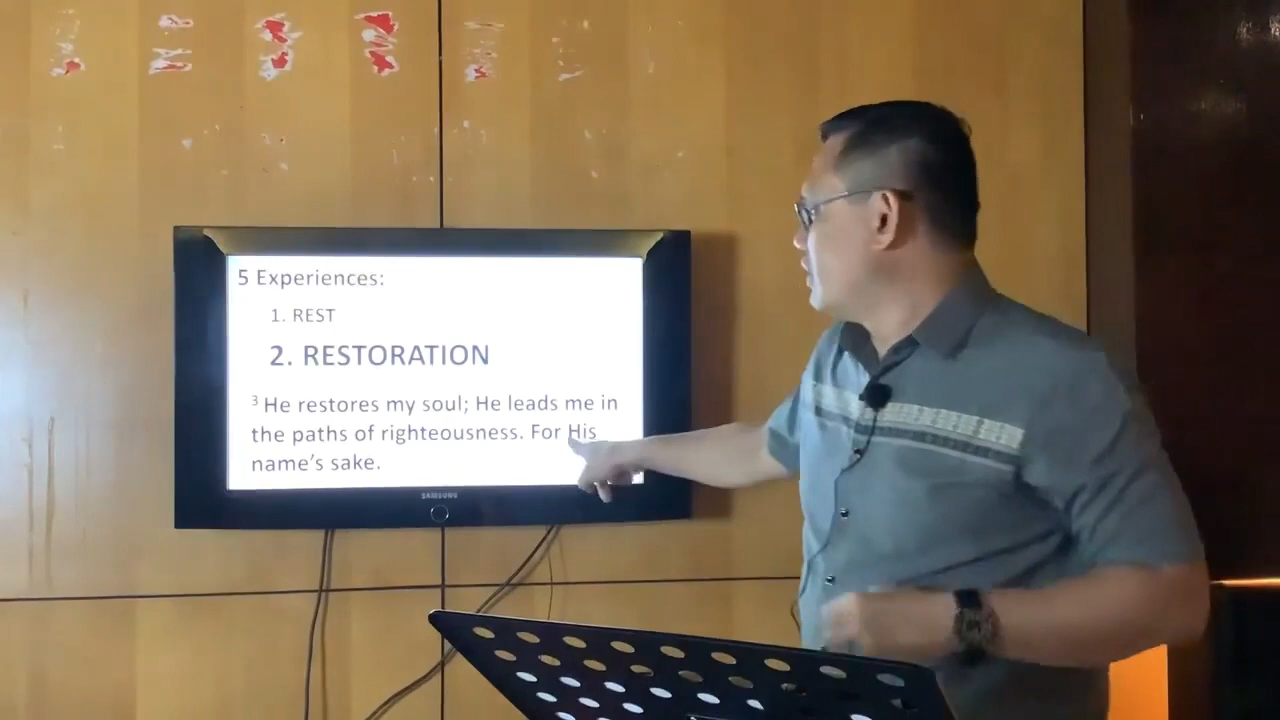 5 Experiences:
1. REST
2. RESTORATION
3 He restores my soul; He leads me in
the paths of righteousness. For His
name's sake.
SAMSUNG